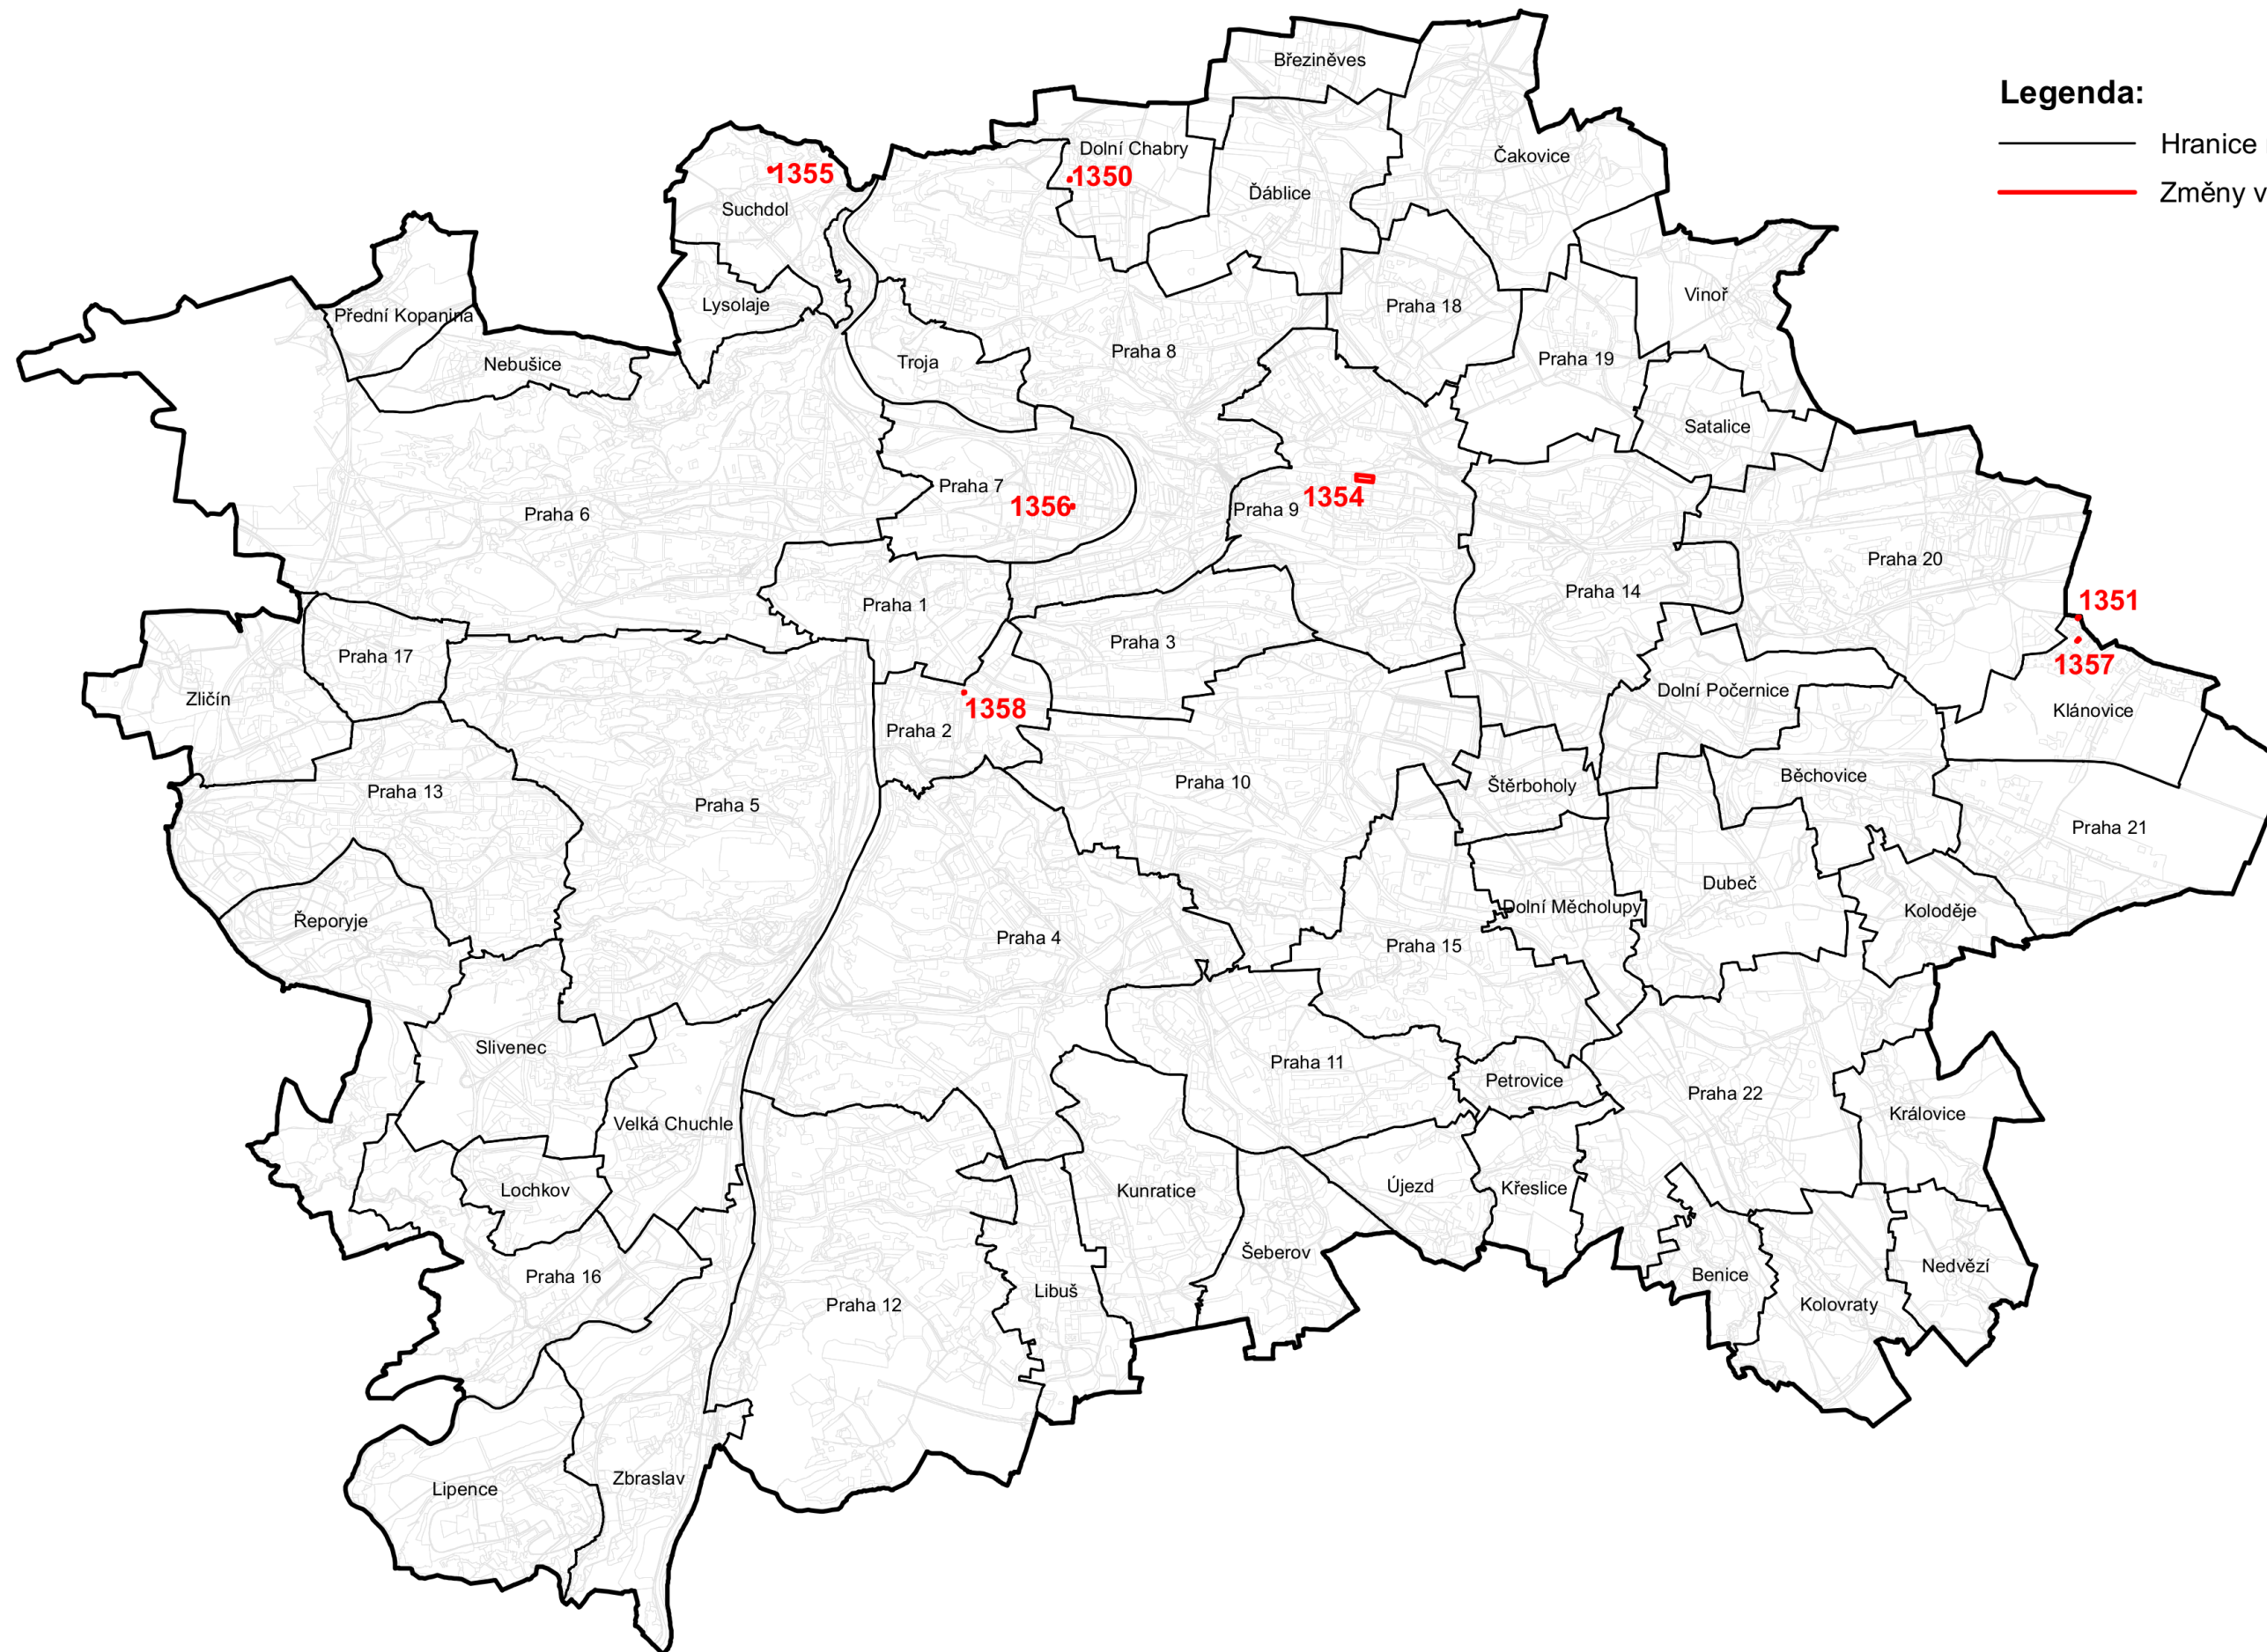 Legenda:
Hranice
Změny v
Březiněves
Dolní Chabry
Čakovice
1355
1350
Ďáblice
Suchdol
Vinoř
Lysolaje
Praha 18
Přední Kopanina
Praha 8
Praha 19
Nebušice
Troja
Satalice
Praha 7
1354
1356
Praha 9
Praha 6
Praha 20
Praha 14
1351
Praha 1
Praha 3
Praha 17
1357
Dolní Počernice
Zličín
1358
Klánovice
Praha 2
Běchovice
Praha 10
Štěrboholy
Praha 13
Praha 5
Praha 21
Dubeč
Dolní Měcholupy
Koloděje
Řeporyje
Praha 4
Praha 15
Slivenec
Praha 11
Petrovice
Praha 22
Královice
Velká Chuchle
Lochkov
Kunratice
Újezd
Křeslice
Šeberov
Nedvězí
Praha 16
Benice
Libuš
Praha 12
Kolovraty
Zbraslav
Lipence